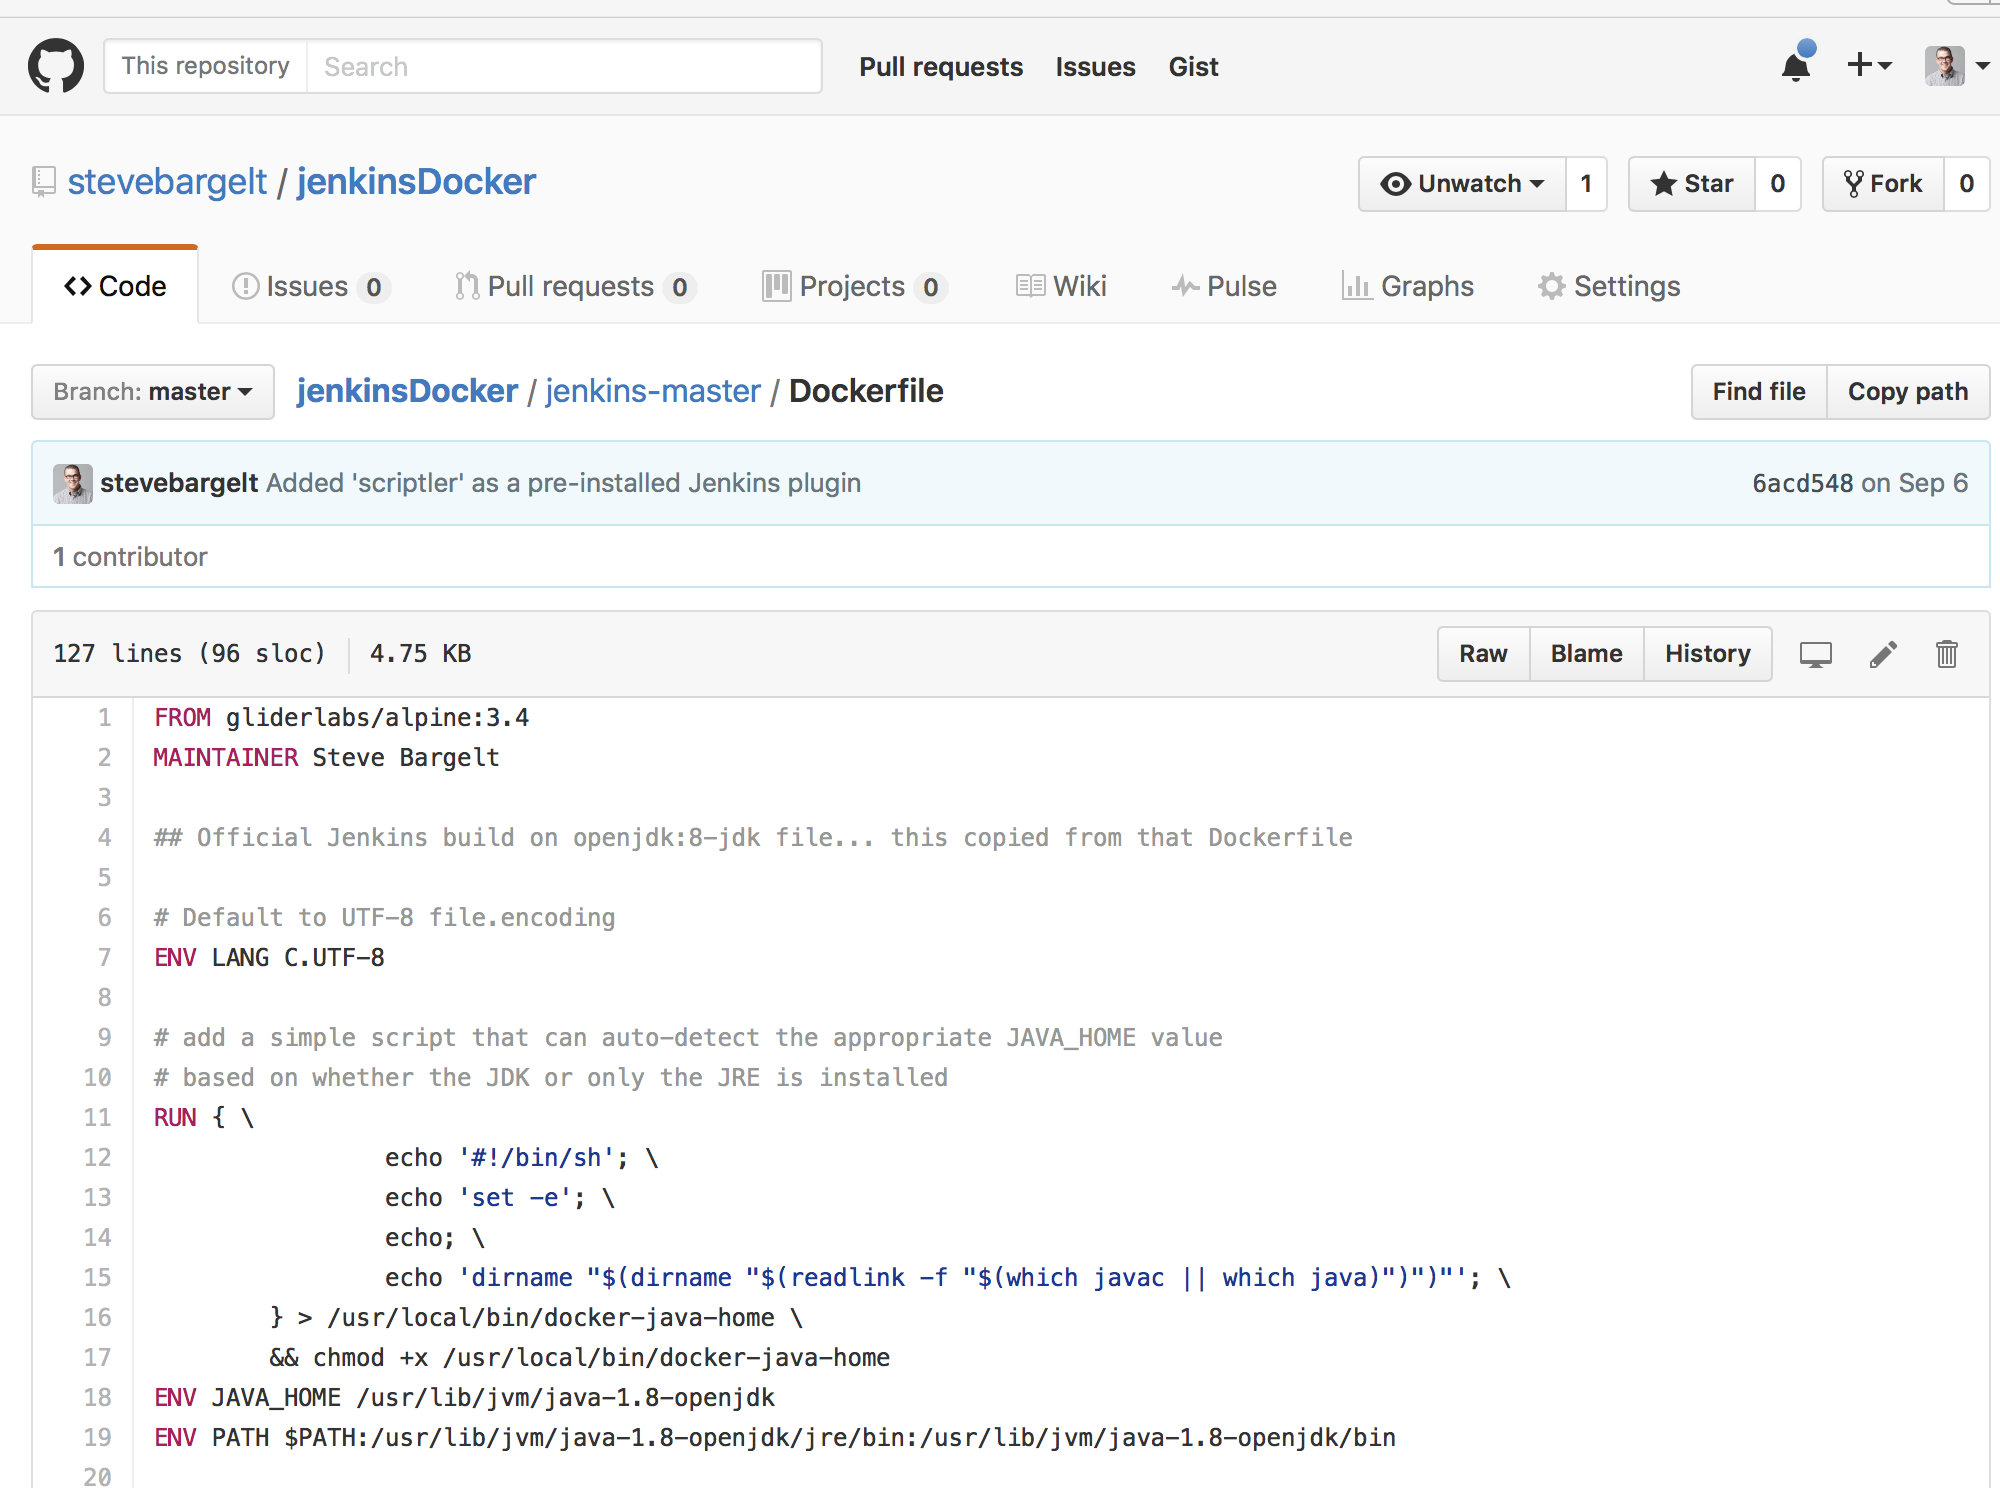 This repository Search Pull requests Issues Gist
stevebargelt / jenkinsDocker Unwatch 1 Star 0 Fork 0
Code Issues 0 Pull requests 0 Projects 0 Wiki Pulse Graphs Settings
Branch: master jenkinsDocker / jenkins-master / Dockerfile Find file Copy path
stevebargelt Added 'scriptler' as a pre-installed Jenkins plugin 6acd548 on Sep 6
1 contributor
127 lines (96 sloc) 4.75 KB Raw Blame History
1 FROM gliderlabs/alpine:3.4
2 MAINTAINER Steve Bargelt
3
4 ## Official Jenkins build on openjdk:8-jdk file... this copied from that Dockerfile
5
6 # Default to UTF-8 file.encoding
7 ENV LANG C.UTF-8
8
9 # add a simple script that can auto-detect the appropriate JAVA_HOME value
10 # based on whether the JDK or only the JRE is installed
11 RUN { \
12 echo '#!/bin/sh'; \
13 echo 'set -e'; \
14 echo; \
15 echo 'dirname "$(dirname "$(readlink -f "$(which javac || which java)")")"'; \
16 } > /usr/local/bin/docker-java-home \
17 && chmod +x /usr/local/bin/docker-java-home
18 ENV JAVA_HOME /usr/lib/jvm/java-1.8-openjdk
19 ENV PATH $PATH:/usr/lib/jvm/java-1.8-openjdk/jre/bin:/usr/lib/jvm/java-1.8-openjdk/bin
20